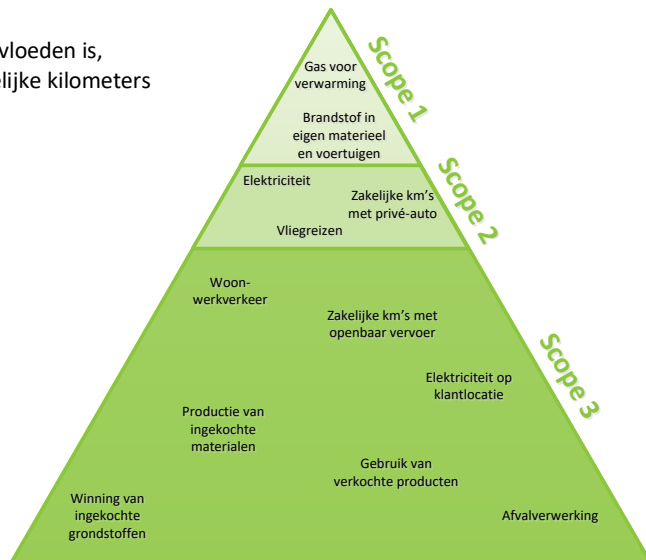 vloeden is,
elijke kilometers
Gas voor
verwarming
Brandstof in
eigen materieel
en voertuigen
Scope 1
Elektriciteit
Zakelijke km’s
met privé-auto
Vliegreizen
Scope 2
Woon-
werkverkeer
Zakelijke km’s met
openbaar vervoer
Elektriciteit op
klantlocatie
Scope 3
Productie van
ingekochte
materialen
Gebruik van
verkochte producten
Winning van
ingekochte
grondstoffen
Afvalverwerking